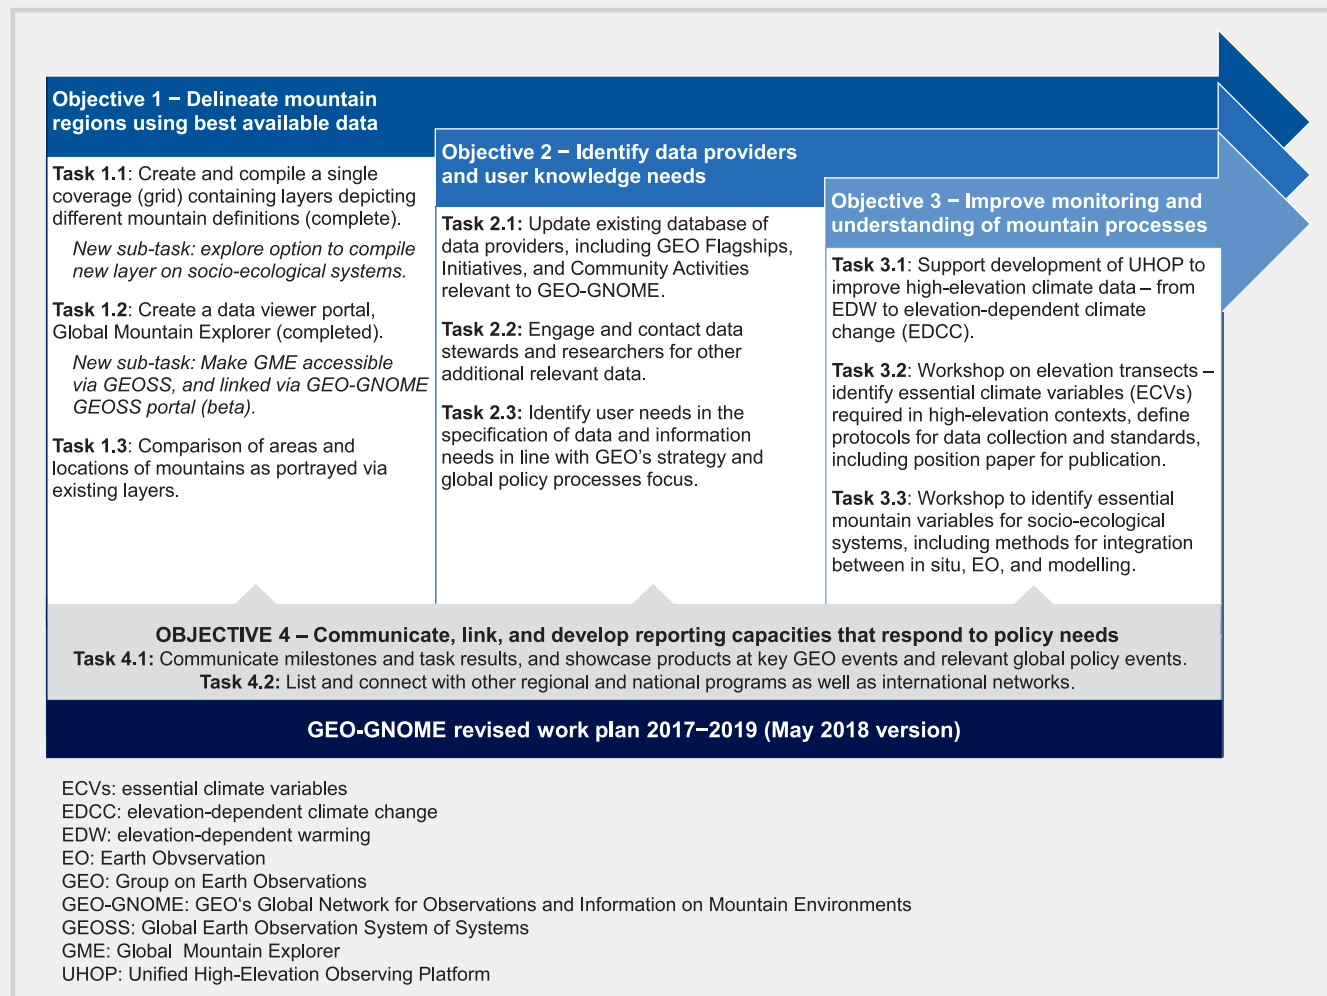 Objective 1 – Delineate mountain
regions using best available data
Task 1.1: Create and compile a single
coverage (grid) containing layers depicting
different mountain definitions (complete).
New sub-task: explore option to compile
new layer on socio-ecological systems.
Task 1.2: Create a data viewer portal,
Global Mountain Explorer (completed).
New sub-task: Make GME accessible
via GEOSS, and linked via GEO-GNOME
GEOSS portal (beta).
Task 1.3: Comparison of areas and
locations of mountains as portrayed via
existing layers.
Objective 2 – Identify data providers
and user knowledge needs
Task 2.1: Update existing database of
data providers, including GEO Flagships,
Initiatives, and Community Activities
relevant to GEO-GNOME.
Task 2.2: Engage and contact data
stewards and researchers for other
additional relevant data.
Task 2.3: Identify user needs in the
specification of data and information
needs in line with GEO’s strategy and
global policy processes focus.
Objective 3 – Improve monitoring and
understanding of mountain processes
Task 3.1: Support development of UHOP to
improve high-elevation climate data – from
EDW to elevation-dependent climate
change (EDCC).
Task 3.2: Workshop on elevation transects –
identify essential climate variables (ECVs)
required in high-elevation contexts, define
protocols for data collection and standards,
including position paper for publication.
Task 3.3: Workshop to identify essential
mountain variables for socio-ecological
systems, including methods for integration
between in situ, EO, and modelling.
OBJECTIVE 4 – Communicate, link, and develop reporting capacities that respond to policy needs
Task 4.1: Communicate milestones and task results, and showcase products at key GEO events and relevant global policy events.
Task 4.2: List and connect with other regional and national programs as well as international networks.
GEO-GNOME revised work plan 2017–2019 (May 2018 version)
ECVs: essential climate variables
EDCC: elevation-dependent climate change
EDW: elevation-dependent warming
EO: Earth Obvservation
GEO: Group on Earth Observations
GEO-GNOME: GEO‘s Global Network for Observations and Information on Mountain Environments
GEOSS: Global Earth Observation System of Systems
GME: Global  Mountain Explorer
UHOP: Unified High-Elevation Observing Platform